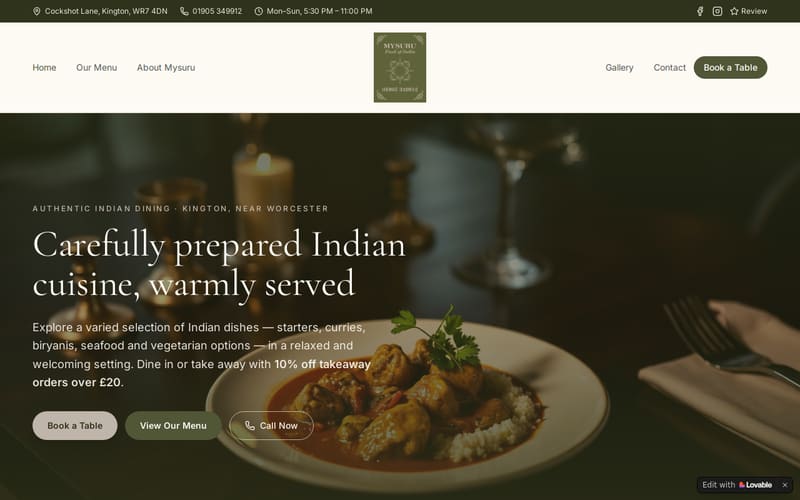 Cockshot Lane, Kington, WR7 4DN
01905 349912
Mon–Sun, 5:30 PM – 11:00 PM
Review
Home
Our Menu
About Mysuru
MYSURU
Gallery
Contact
Book a Table
AUTHENTIC INDIAN DINING · KINGTON, NEAR WORCESTER
Carefully prepared Indian
cuisine, warmly served
Explore a varied selection of Indian dishes — starters, curries,
biryanis, seafood and vegetarian options — in a relaxed and
welcoming setting. Dine in or take away with 10% off takeaway
orders over £20.
Book a Table
View Our Menu
Call Now
Edit with Lovable